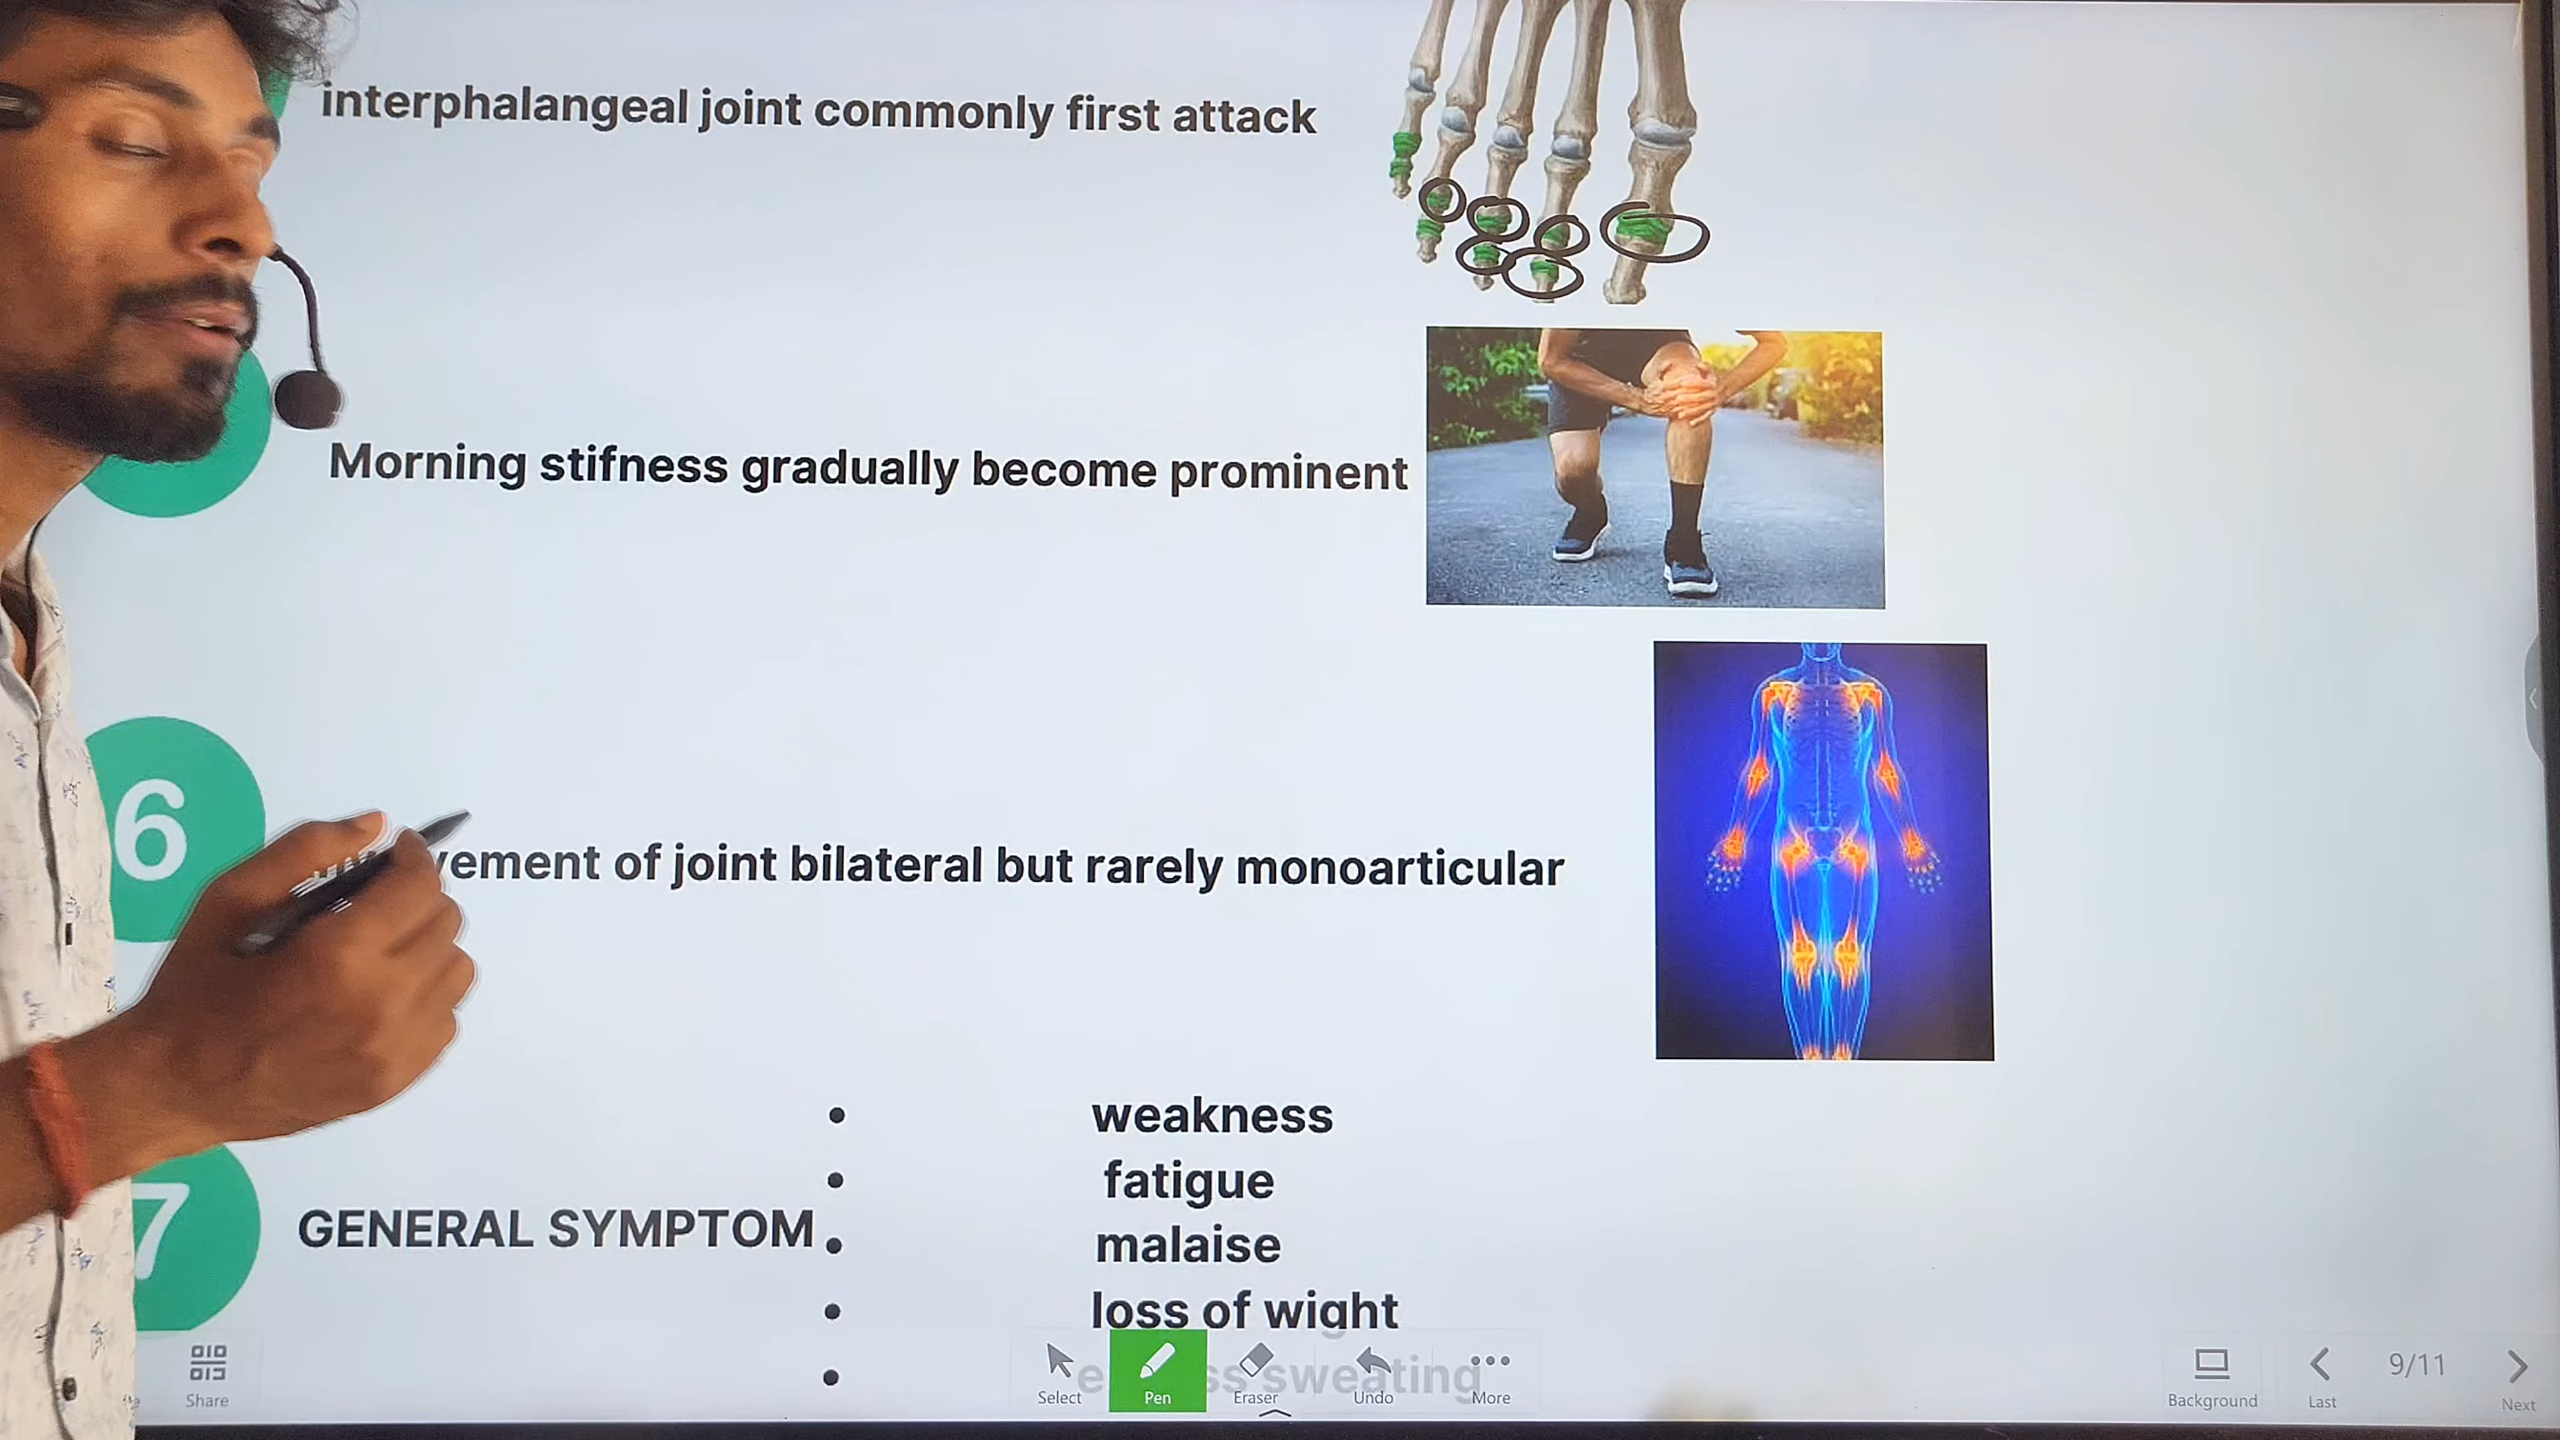 interphalangeal joint commonly first attack
Morning stifness gradually become prominent
6
vement of joint bilateral but rarely monoarticular
weakness
fatigue
7
GENERAL SYMPTOM
malaise
loss of wight
sweating
Share
Select
Pen
Eraser
Undo
More
Background
Last
9/11
Next